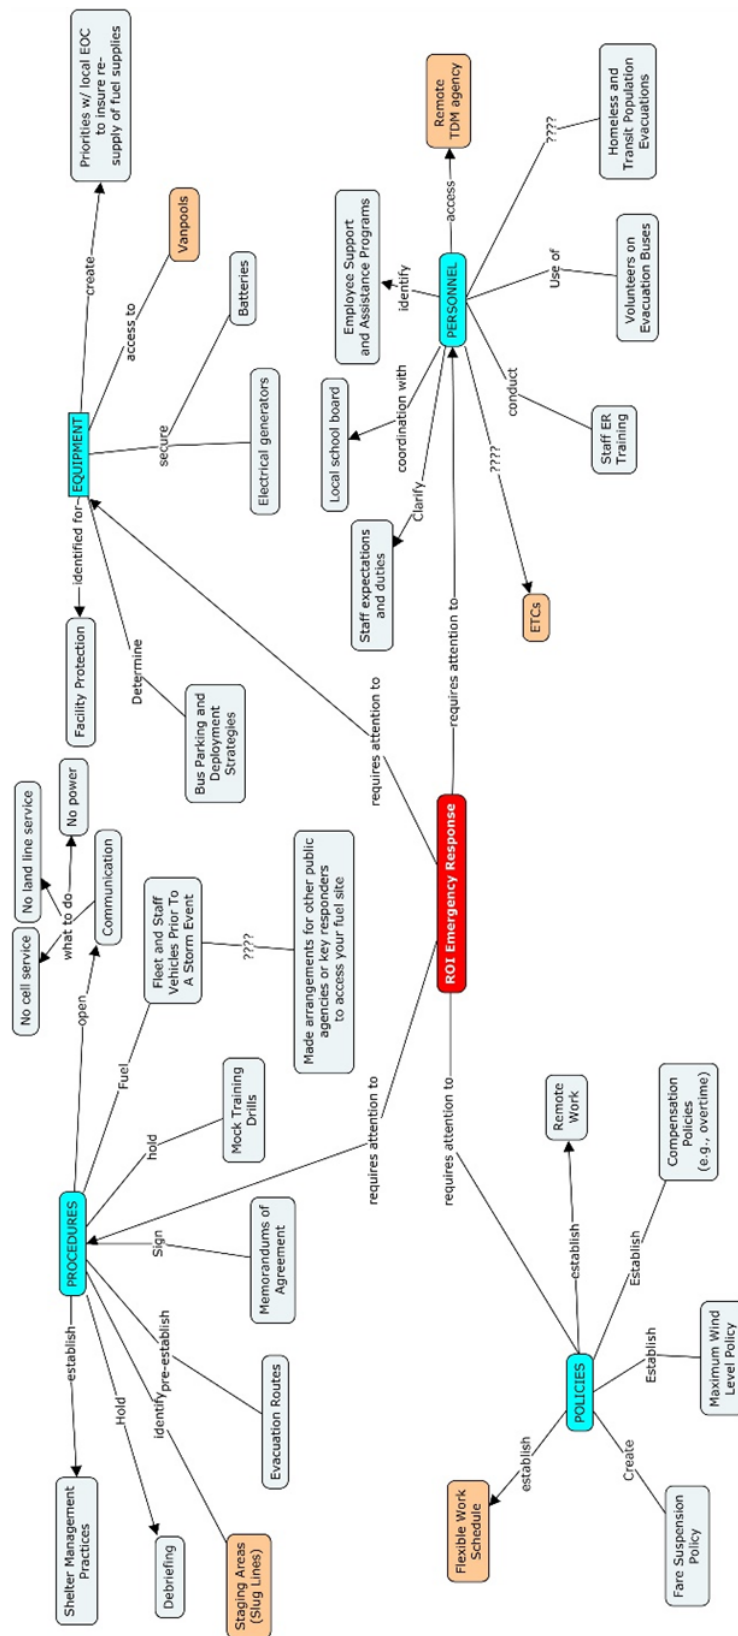 Shelter Management
Practices
establish
Debriefing
Hold
Staging Areas
(Slug Lines)
identify
Evacuation Routes
pre-establish
Memorandums of
Agreement
Sign
PROCEDURES
Mock Training
Drills
hold
Fuel
Fleet and Staff
Vehicles Prior To
A Storm Event
????
Made arrangements for other public
agencies or key responders
to access your fuel site
open
Communication
what to do
No cell service
No land line service
No power
Facility Protection
identified for
EQUIPMENT
Determine
Bus Parking and
Deployment
Strategies
secure
Electrical generators
Batteries
access to
Vanpools
create
Priorities w/ local EOC
to insure re-
supply of fuel supplies
requires attention to
requires attention to
ROI Emergency Response
requires attention to
requires attention to
Flexible Work
Schedule
establish
POLICIES
Create
Fare Suspension
Policy
Establish
Maximum Wind
Level Policy
Establish
Compensation
Policies
(e.g., overtime)
establish
Remote
Work
Staff expectations
and duties
Clarify
Local school board
coordination with
Employee Support
and Assistance Programs
identify
PERSONNEL
access
Remote
TDM agency
????
ETCs
conduct
Staff ER
Training
Use of
Volunteers on
Evacuation Buses
????
Homeless and
Transit Population
Evacuations